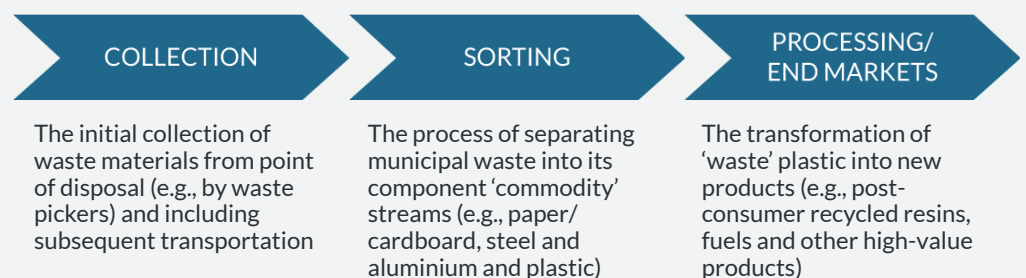 COLLECTION
The initial collection of
waste materials from point
of disposal (e.g., by waste
pickers) and including
subsequent transportation
SORTING
The process of separating
municipal waste into its
component ‘commodity’
streams (e.g., paper/
cardboard, steel and
aluminium and plastic)
PROCESSING/
END MARKETS
The transformation of
‘waste’ plastic into new
products (e.g., post-
consumer recycled resins,
fuels and other high-value
products)